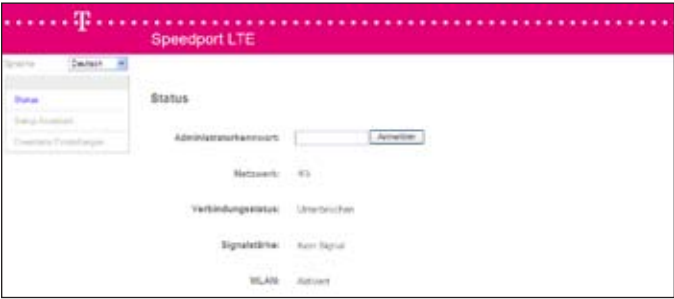 T
Speedport LTE
Sprache Deutsch
Status
Setup Assistent
Erweiterte Einstellungen
Status
Administratorkennwort: Anmelden
Netzwerk:
Verbindungsstatus: Unterbrochen
Signalstärke: Kein Signal
WLAN: Aktiviert